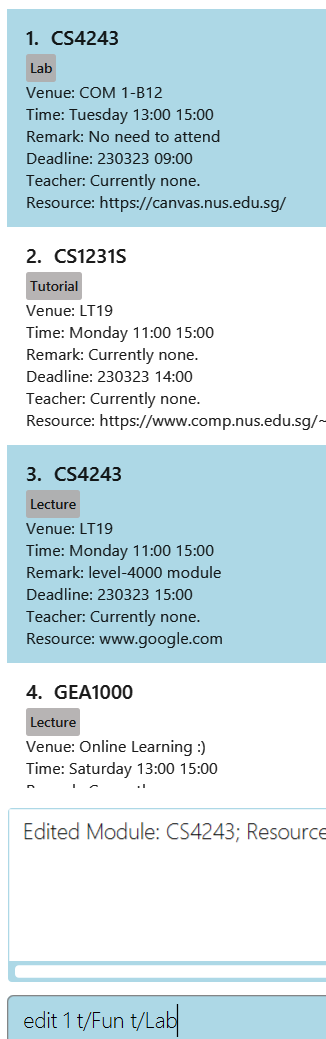 1. CS4243
Lab
Venue: COM 1-B12
Time: Tuesday 13:00 15:00
Remark: No need to attend
Deadline: 230323 09:00
Teacher: Currently none.
Resource: https://canvas.nus.edu.sg/
2. CS1231S
Tutorial
Venue: LT19
Time: Monday 11:00 15:00
Remark: Currently none.
Deadline: 230323 14:00
Teacher: Currently none.
Resource: https://www.comp.nus.edu.sg/~
3. CS4243
Lecture
Venue: LT19
Time: Monday 11:00 15:00
Remark: level-4000 module
Deadline: 230323 15:00
Teacher: Currently none.
Resource: www.google.com
4. GEA1000
Lecture
Venue: Online Learning :)
Time: Saturday 13:00 15:00
Edited Module: CS4243; Resource
edit 1 t/Fun t/Lab